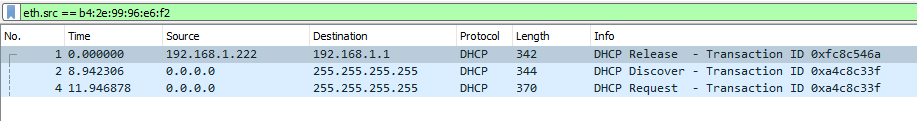 eth.src == b4:2e:99:96:e6:f2
No. Time Source Destination Protocol Length Info
1 0.000000 192.168.1.222 192.168.1.1 DHCP 342 DHCP Release - Transaction ID 0xfc8c546a
2 8.942306 0.0.0.0 255.255.255.255 DHCP 344 DHCP Discover - Transaction ID 0xa4c8c33f
4 11.946878 0.0.0.0 255.255.255.255 DHCP 370 DHCP Request - Transaction ID 0xa4c8c33f